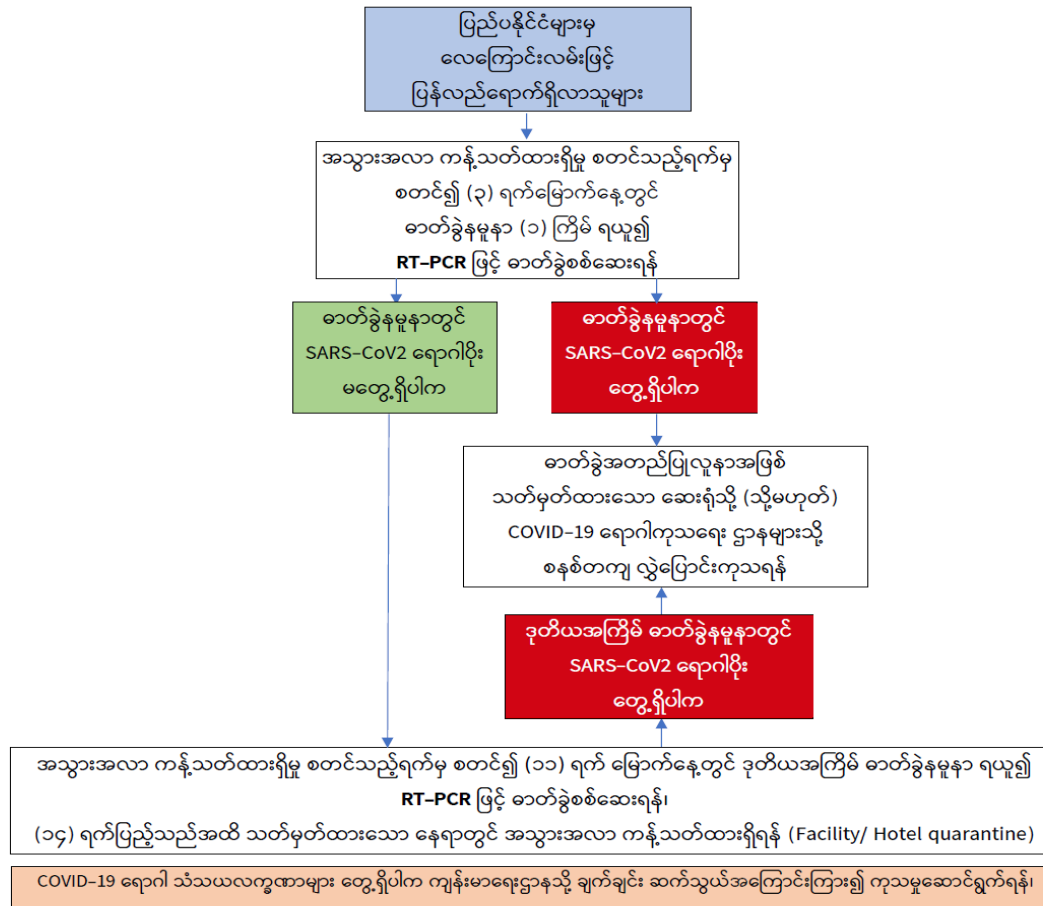 ပြည်ပနိုင်ငံများမှ
လေကြောင်းလမ်းဖြင့်
ပြန်လည်ရောက်ရှိလာသူများ
အသွားအလာ ကန့်သတ်ထားရှိမှု စတင်သည့်ရက်မှ
စတင်၍ (၃) ရက်မြောက်နေ့တွင်
ဓာတ်ခွဲနမူနာ (၁) ကြိမ် ရယူ၍
RT–PCR ဖြင့် ဓာတ်ခွဲစစ်ဆေးရန်
ဓာတ်ခွဲနမူနာတွင်
SARS–CoV2 ရောဂါပိုး
မတွေ့ရှိပါက
ဓာတ်ခွဲနမူနာတွင်
SARS–CoV2 ရောဂါပိုး
တွေ့ရှိပါက
ဓာတ်ခွဲအတည်ပြုလူနာအဖြစ်
သတ်မှတ်ထားသော ဆေးရုံသို့ (သို့မဟုတ်)
COVID–19 ရောဂါကုသရေး ဌာနများသို့
စနစ်တကျ လွှဲပြောင်းကုသရန်
ဒုတိယအကြိမ် ဓာတ်ခွဲနမူနာတွင်
SARS–CoV2 ရောဂါပိုး
တွေ့ရှိပါက
အသွားအလာ ကန့်သတ်ထားရှိမှု စတင်သည့်ရက်မှ စတင်၍ (၁၁) ရက် မြောက်နေ့တွင် ဒုတိယအကြိမ် ဓာတ်ခွဲနမူနာ ရယူ၍
RT–PCR ဖြင့် ဓာတ်ခွဲစစ်ဆေးရန်၊
(၁၄) ရက်ပြည့်သည်အထိ သတ်မှတ်ထားသော နေရာတွင် အသွားအလာ ကန့်သတ်ထားရှိရန် (Facility/ Hotel quarantine)
COVID–19 ရောဂါ သံသယလက္ခဏာများ တွေ့ရှိပါက ကျန်းမာရေးဌာနသို့ ချက်ချင်း ဆက်သွယ်အကြောင်းကြား၍ ကုသမှုဆောင်ရွက်ရန်၊